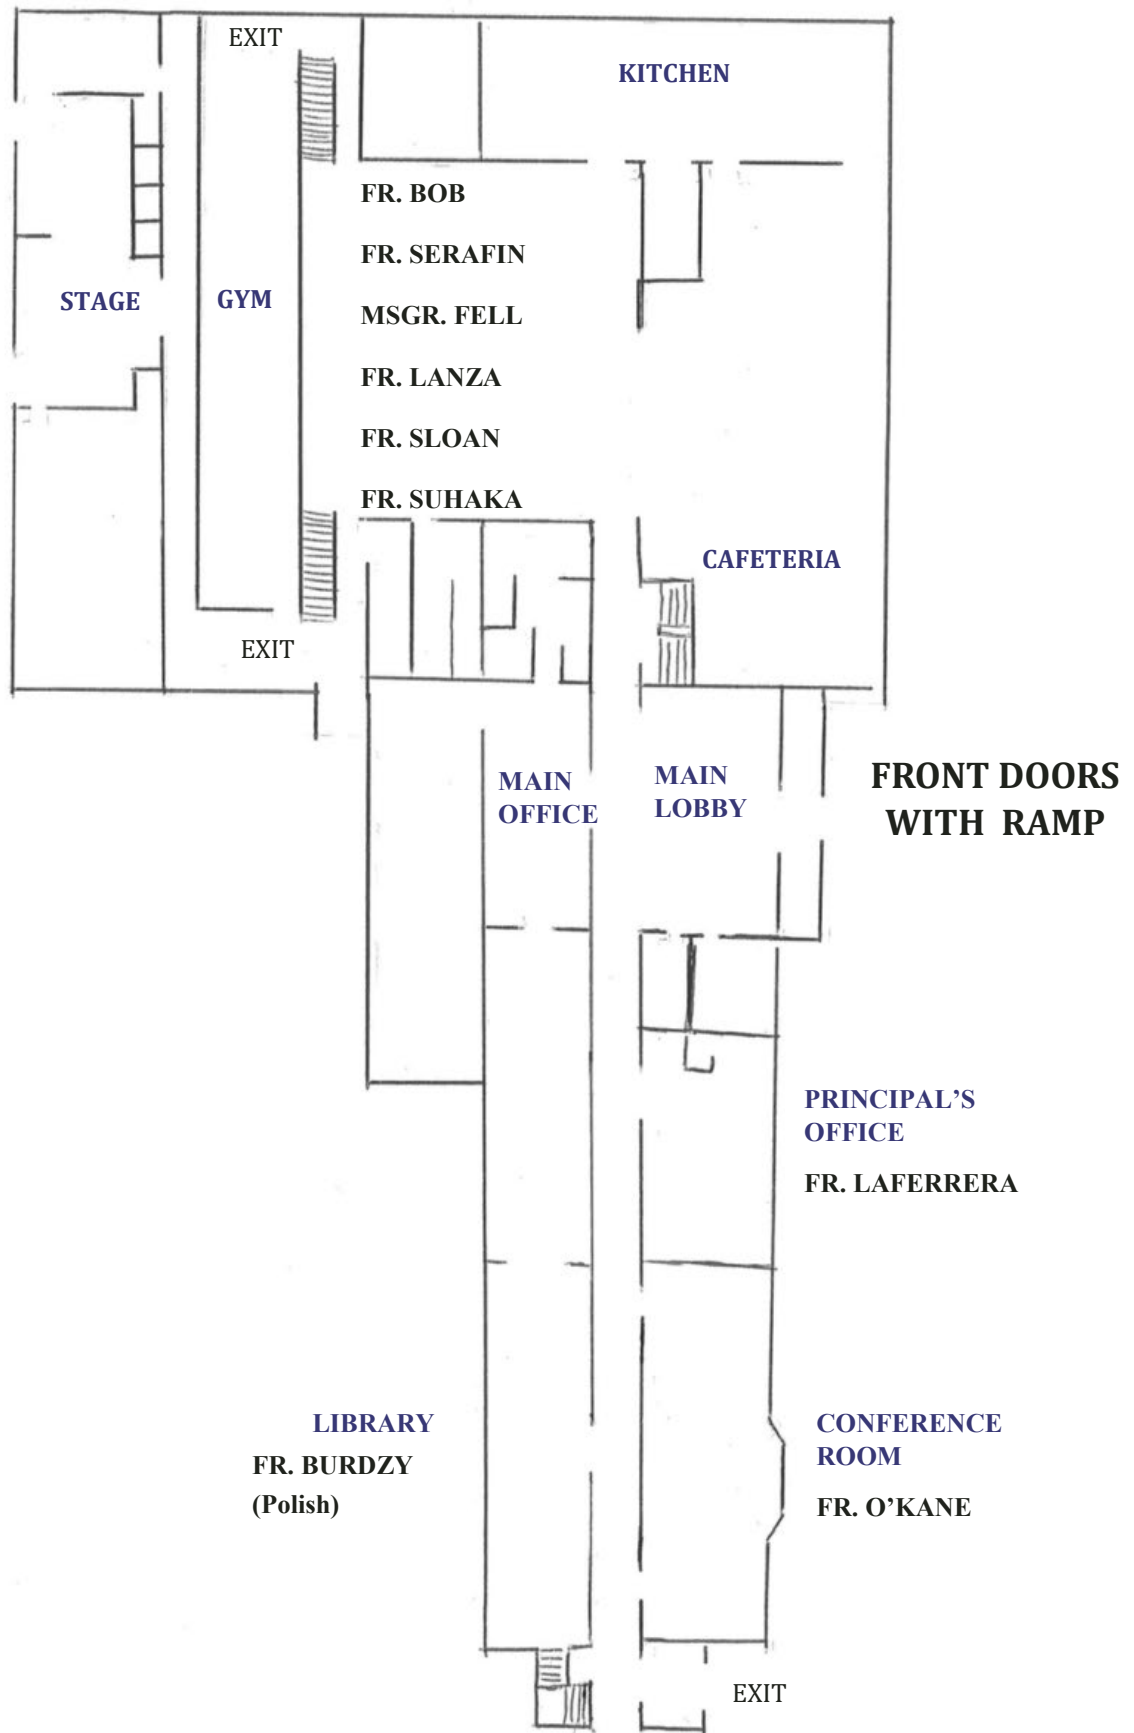 EXIT
KITCHEN
FR. BOB
FR. SERAFIN
STAGE
GYM
MSGR. FELL
FR. LANZA
FR. SLOAN
FR. SUHAKA
CAFETERIA
EXIT
MAIN
OFFICE
MAIN
LOBBY
FRONT DOORS
WITH RAMP
PRINCIPAL’S
OFFICE
FR. LAFERRERA
LIBRARY
FR. BURDZY
(Polish)
CONFERENCE
ROOM
FR. O’KANE
EXIT